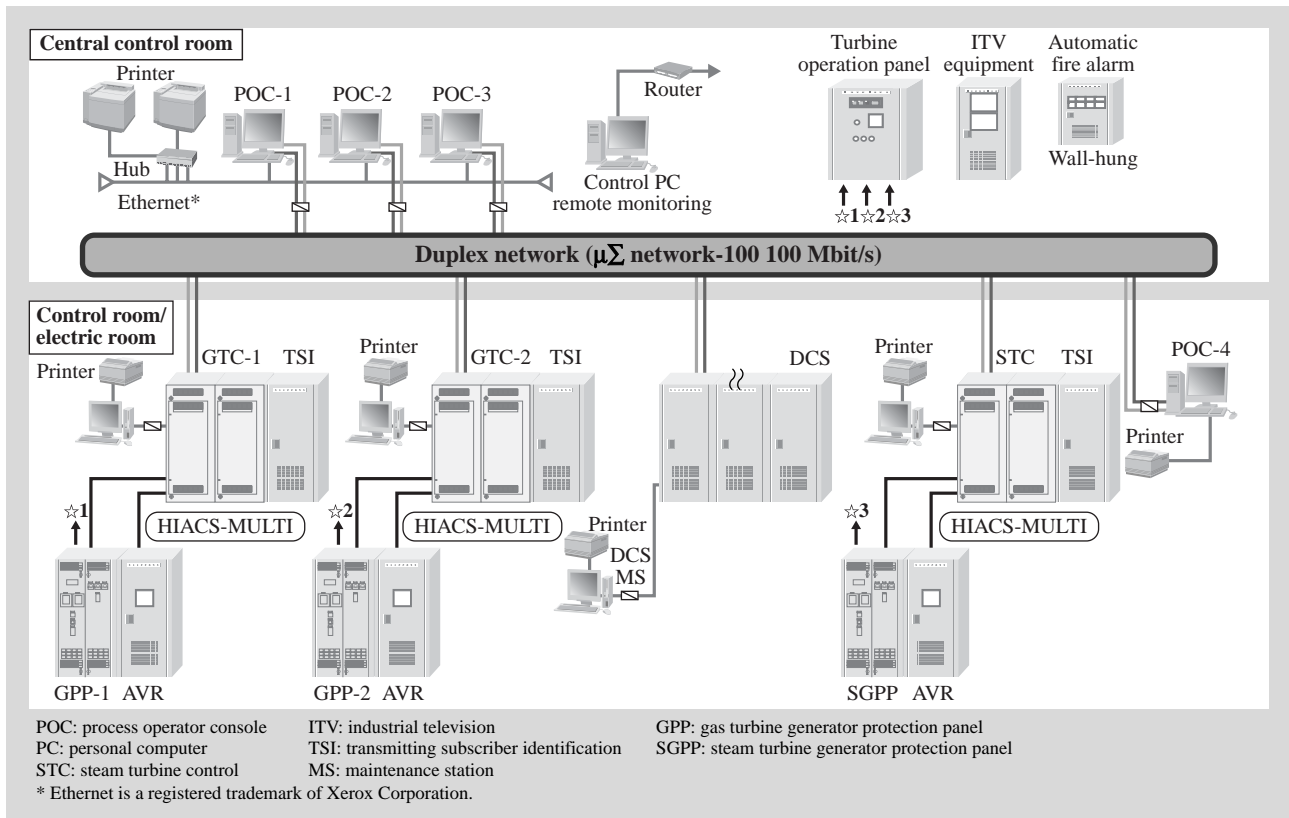 Central control room
Printer
POC-1
POC-2
POC-3
Hub
Ethernet*
Router
Control PC
remote monitoring
Turbine
operation panel
ITV
equipment
Automatic
fire alarm
Wall-hung
☆1☆2☆3
Duplex network (μΣ network-100 100 Mbit/s)
Control room/
electric room
Printer
GTC-1 TSI
Printer
GTC-2 TSI
DCS
Printer
STC TSI
POC-4
Printer
☆1
HIACS-MULTI
☆2
HIACS-MULTI
Printer
DCS
MS
☆3
HIACS-MULTI
GPP-1 AVR
GPP-2 AVR
SGPP AVR
POC: process operator console
PC: personal computer
STC: steam turbine control
ITV: industrial television
TSI: transmitting subscriber identification
MS: maintenance station
GPP: gas turbine generator protection panel
SGPP: steam turbine generator protection panel
* Ethernet is a registered trademark of Xerox Corporation.